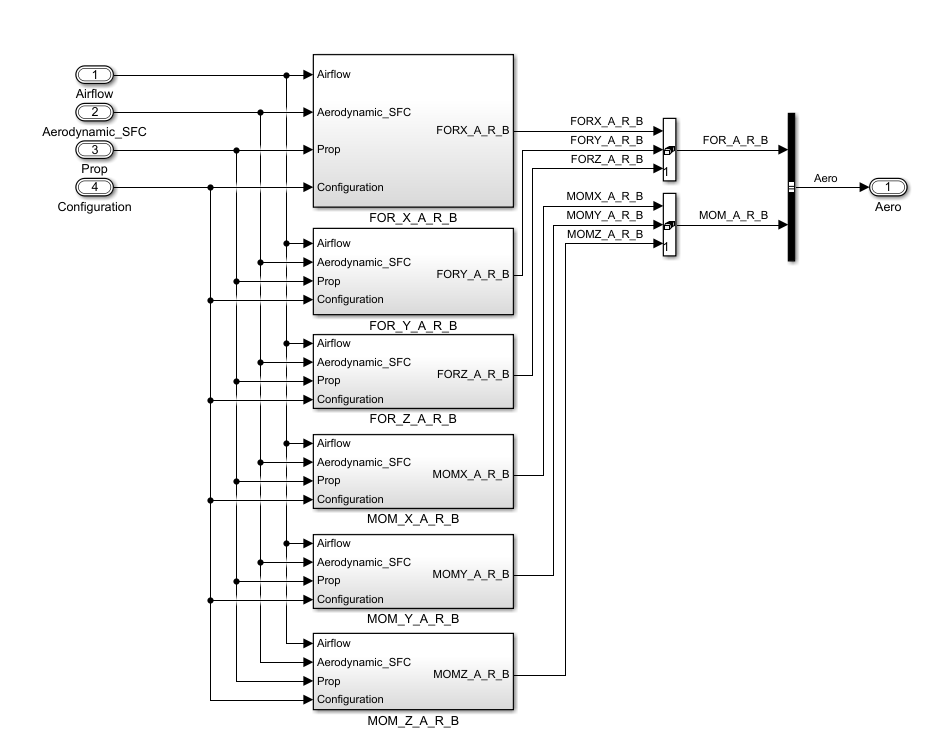 1
Airflow
2
Aerodynamic_SFC
3
Prop
4
Configuration
Airflow
Aerodynamic_SFC
Prop
Configuration
FORX_A_R_B
FOR_X_A_R_B
Airflow
Aerodynamic_SFC
Prop
Configuration
FORY_A_R_B
FOR_Y_A_R_B
Airflow
Aerodynamic_SFC
Prop
Configuration
FORZ_A_R_B
FOR_Z_A_R_B
Airflow
Aerodynamic_SFC
Prop
Configuration
MOMX_A_R_B
MOM_X_A_R_B
Airflow
Aerodynamic_SFC
Prop
Configuration
MOMY_A_R_B
MOM_Y_A_R_B
Airflow
Aerodynamic_SFC
Prop
Configuration
MOMZ_A_R_B
MOM_Z_A_R_B
FORX_A_R_B
FORY_A_R_B
FORZ_A_R_B
1
MOMX_A_R_B
MOMY_A_R_B
MOMZ_A_R_B
1
FOR_A_R_B
MOM_A_R_B
Aero
1
Aero